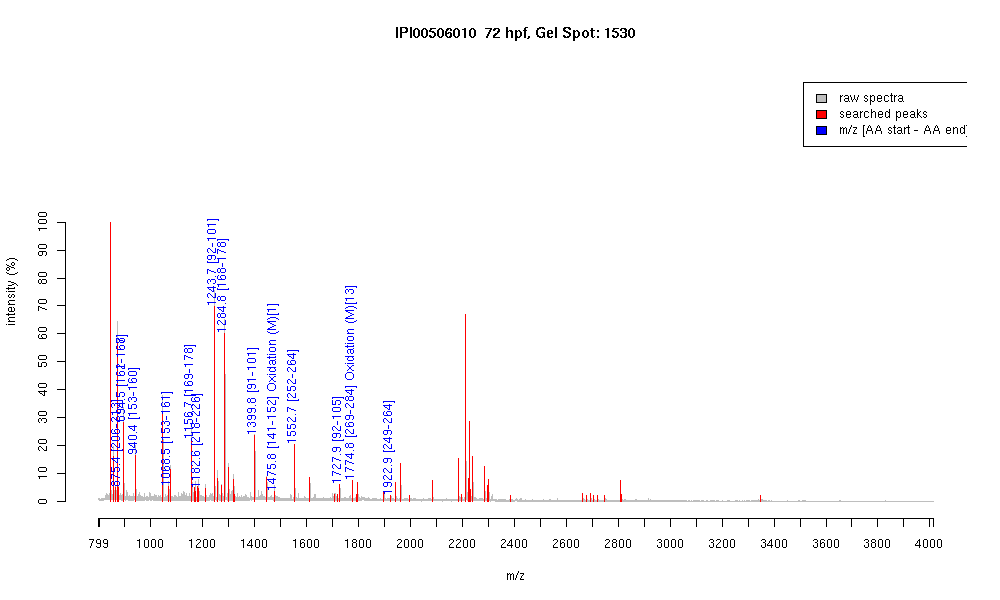 IPI00506010 72 hpf, Gel Spot: 1530
raw spectra
searched peaks
m/z [AA start - AA end]
intensity (%)
100
90
80
70
60
50
40
30
20
10
0
875.4 [206-213]
894.5 [162-168]
940.4 [153-160]
1068.5 [153-161]
1156.7 [169-178]
1182.6 [218-226]
1243.7 [92-101]
1284.8 [168-178]
1399.8 [91-101]
1475.8 [141-152] Oxidation (M)[1]
1552.7 [252-264]
1727.9 [92-105]
1774.8 [269-284] Oxidation (M)[13]
1922.9 [249-264]
799 1000 1200 1400 1600 1800 2000 2200 2400 2600 2800 3000 3200 3400 3600 3800 4000
m/z